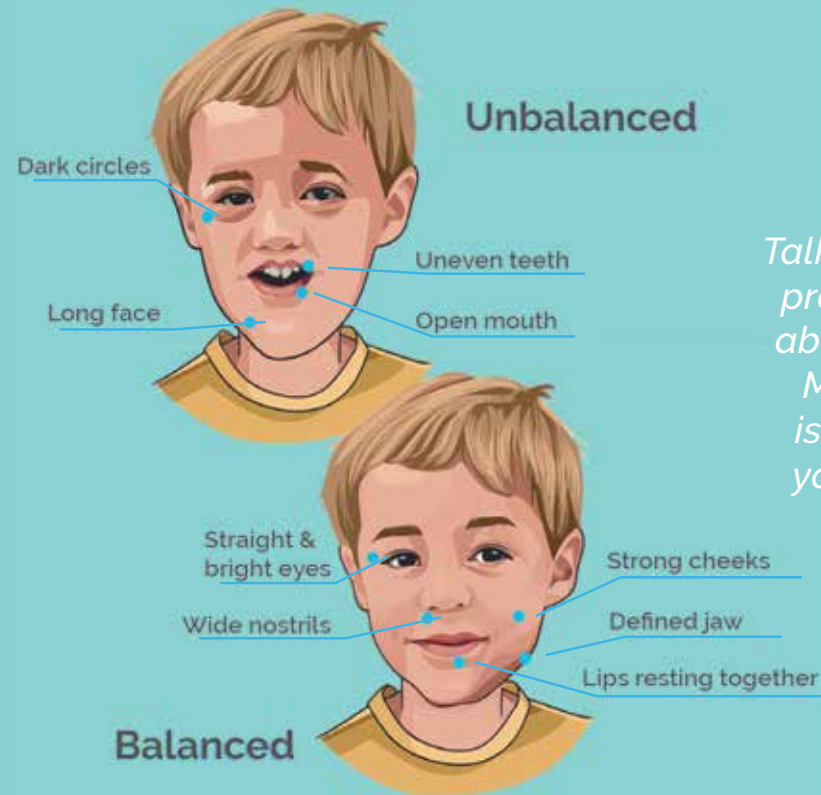 Unbalanced
Dark circles
Uneven teeth
Long face
Open mouth
Straight &
bright eyes
Strong cheeks
Wide nostrils
Defined jaw
Lips resting together
Balanced